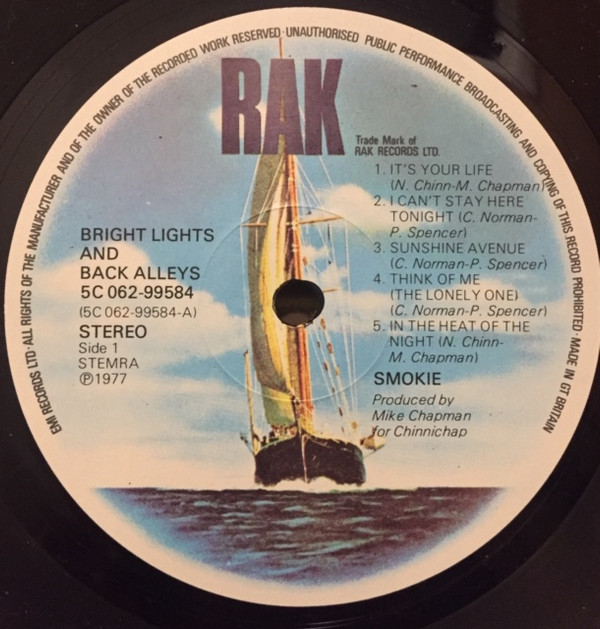 EMI RECORDS LTD·ALL RIGHTS OF THE MANUFACTURER AND OF THE OWNER OF THE RECORDED WORK RESERVED·UNAUTHORISED PUBLIC PERFORMANCE BROADCASTING AND COPYING OF THIS RECORD PROHIBITED·MADE IN GT BRITAIN
RAK
Trade Mark of
RAK RECORDS LTD.
BRIGHT LIGHTS
AND
BACK ALLEYS
5C 062-99584
(5C 062-99584-A)
STEREO
Side 1
STEMRA
℗1977
1. IT'S YOUR LIFE
(N. Chinn-M. Chapman)
2. I CAN'T STAY HERE
TONIGHT (C. Norman-
P. Spencer)
3. SUNSHINE AVENUE
(C. Norman-P. Spencer)
4. THINK OF ME
(THE LONELY ONE)
(C. Norman-P. Spencer)
5. IN THE HEAT OF THE
NIGHT (N. Chinn-
M. Chapman)
SMOKIE
Produced by
Mike Chapman
for Chinnichap